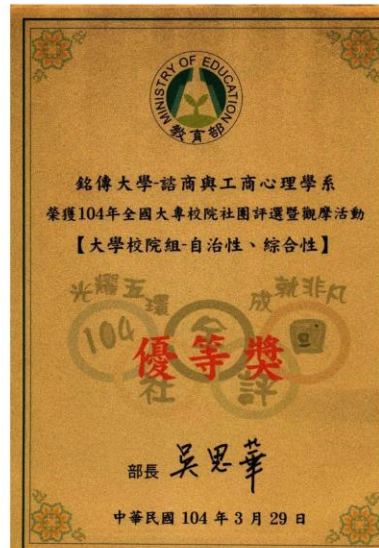 MINISTRY OF EDUCATION
教育部
銘傳大學-諮商與工商心理學系
榮獲104年全國大專校院社團評選暨觀摩活動
【大學校院組-自治性、綜合性】
光耀五環 成就非凡
104 全 國
優等獎
社 評
部長 吳思華
中華民國 104 年 3 月 29 日